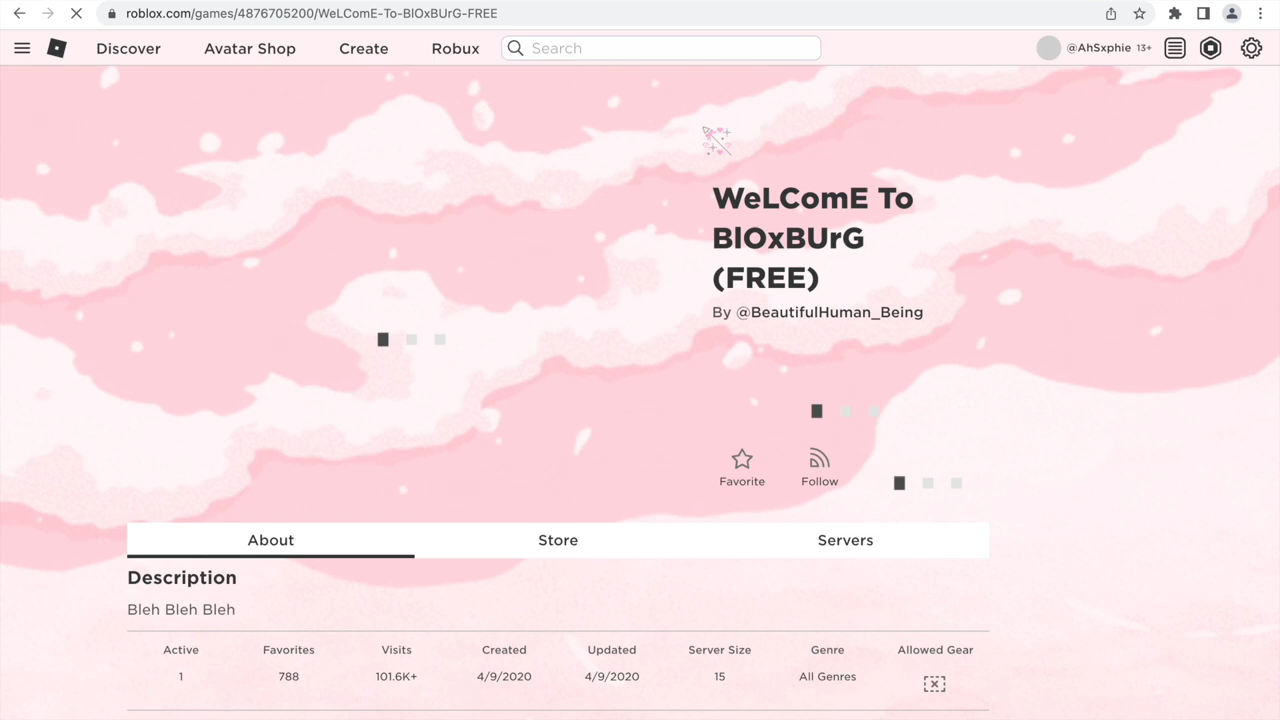 roblox.com/games/4876705200/WeLComE-To-BlOxBUrG-FREE
Discover Avatar Shop Create Robux Search @AhSxphie 13+
WeLComE To
BlOxBUrG
(FREE)
By @BeautifulHuman_Being
Favorite Follow
About Store Servers
Description
Bleh Bleh Bleh
Active Favorites Visits Created Updated Server Size Genre Allowed Gear
1 788 101.6K+ 4/9/2020 4/9/2020 15 All Genres